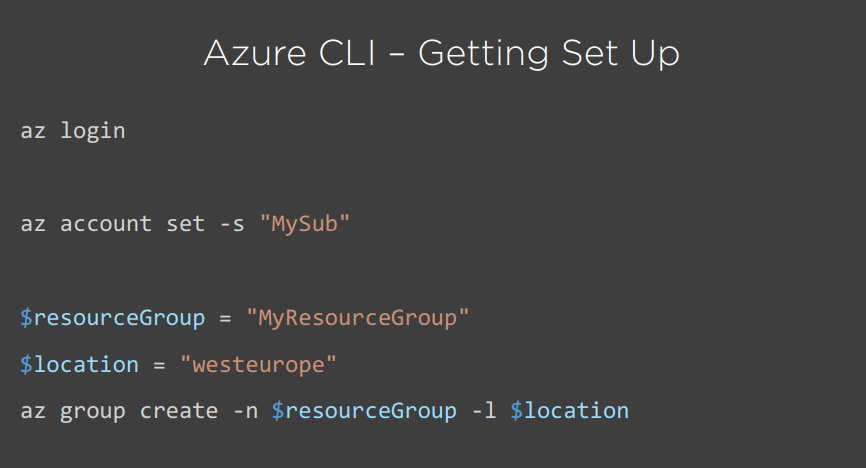 Azure CLI – Getting Set Up
az login
az account set -s "MySub"
$resourceGroup = "MyResourceGroup"
$location = "westeurope"
az group create -n $resourceGroup -l $location